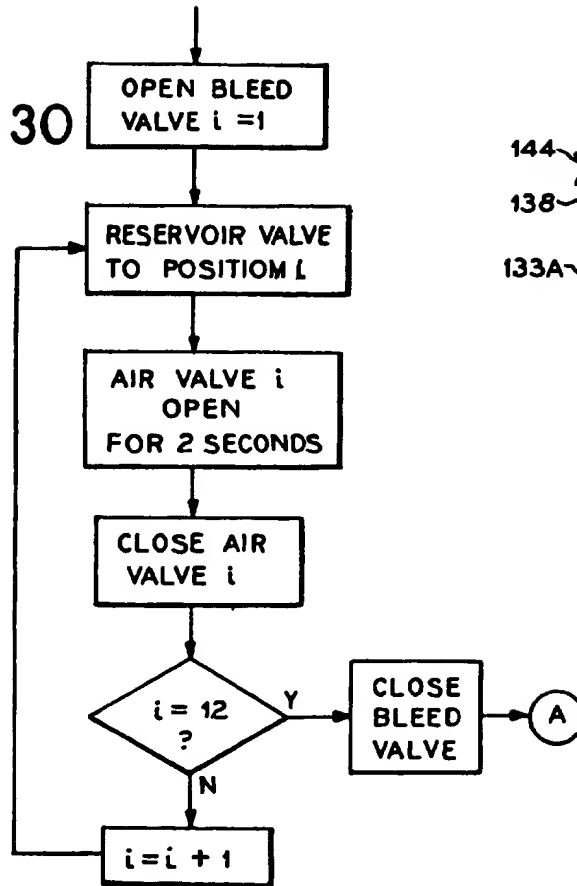 30
OPEN BLEED
VALVE i =1
144
138
133A
RESERVOIR VALVE
TO POSITIOM i
AIR VALVE i
OPEN
FOR 2 SECONDS
CLOSE AIR
VALVE i
i = 12
?
Y
N
CLOSE
BLEED
VALVE
A
i = i + 1